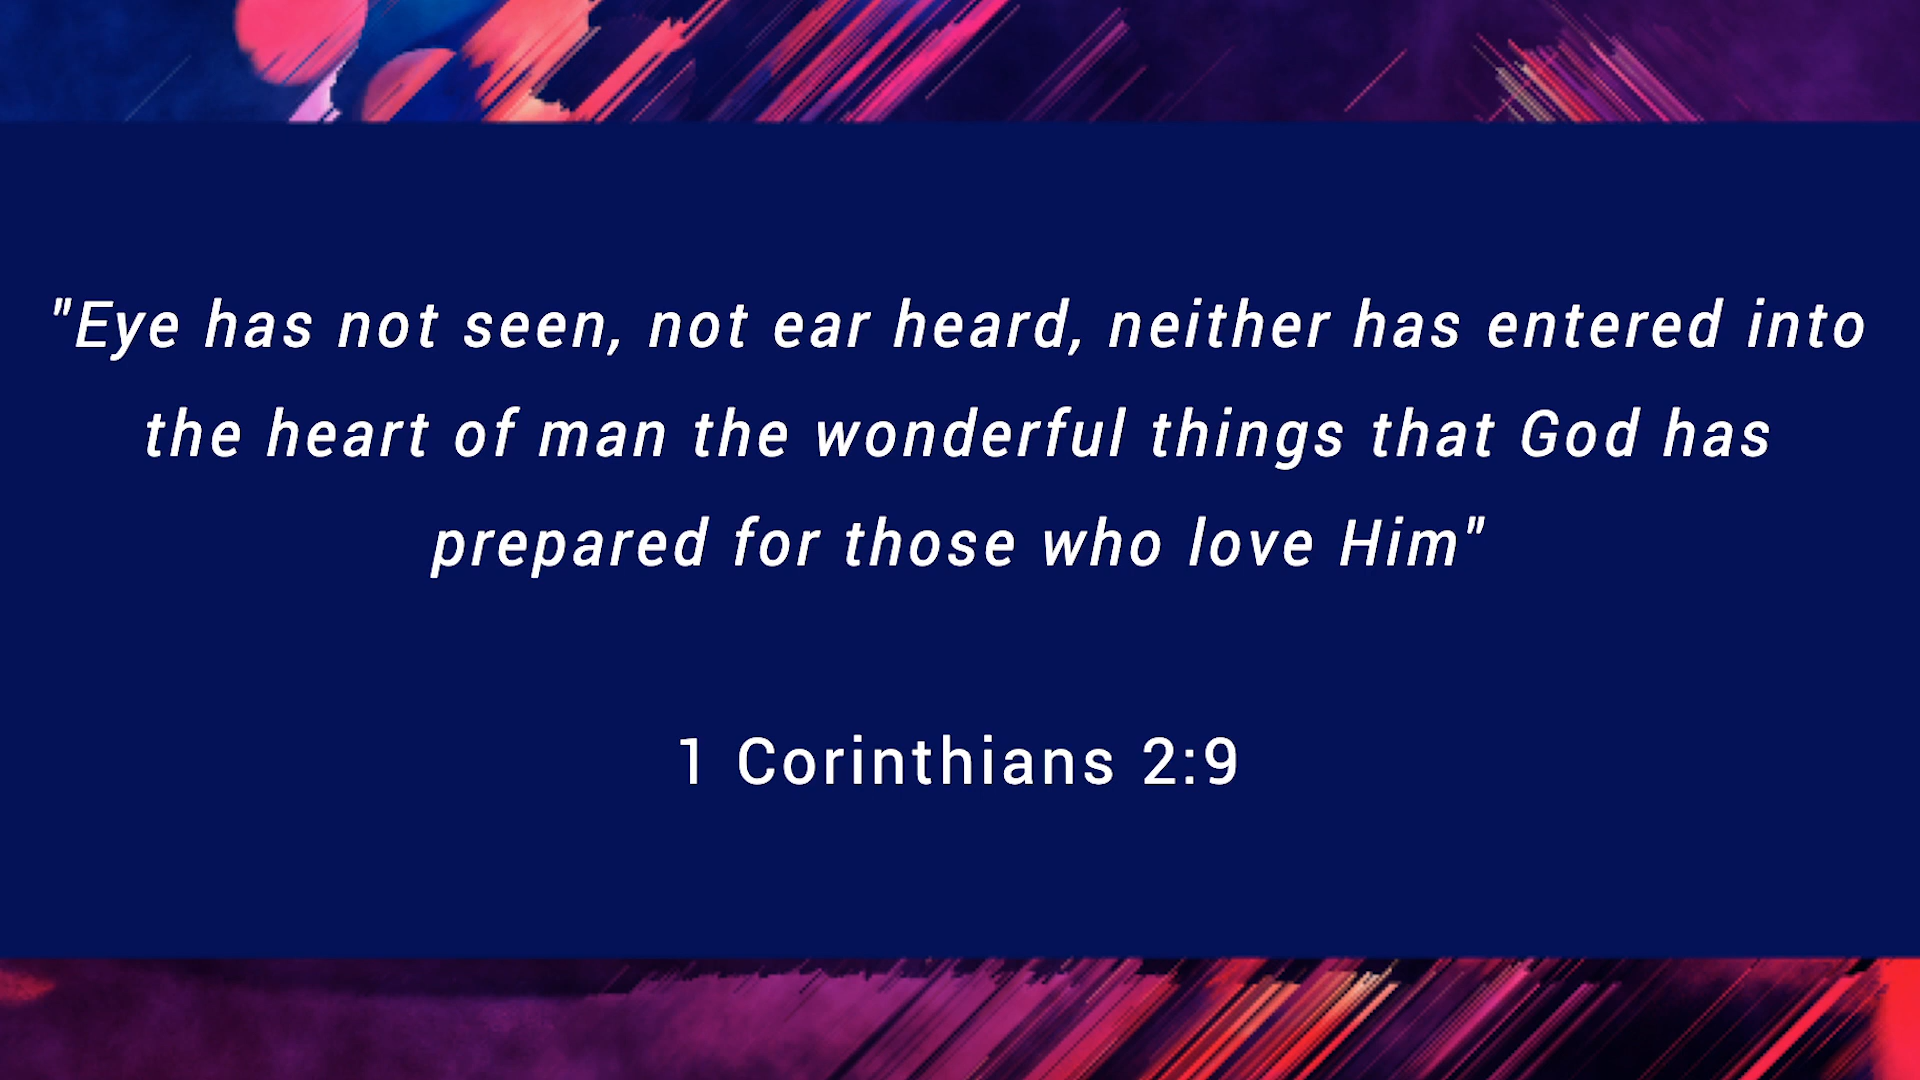 "Eye has not seen, not ear heard, neither has entered into
the heart of man the wonderful things that God has
prepared for those who love Him"
1 Corinthians 2:9